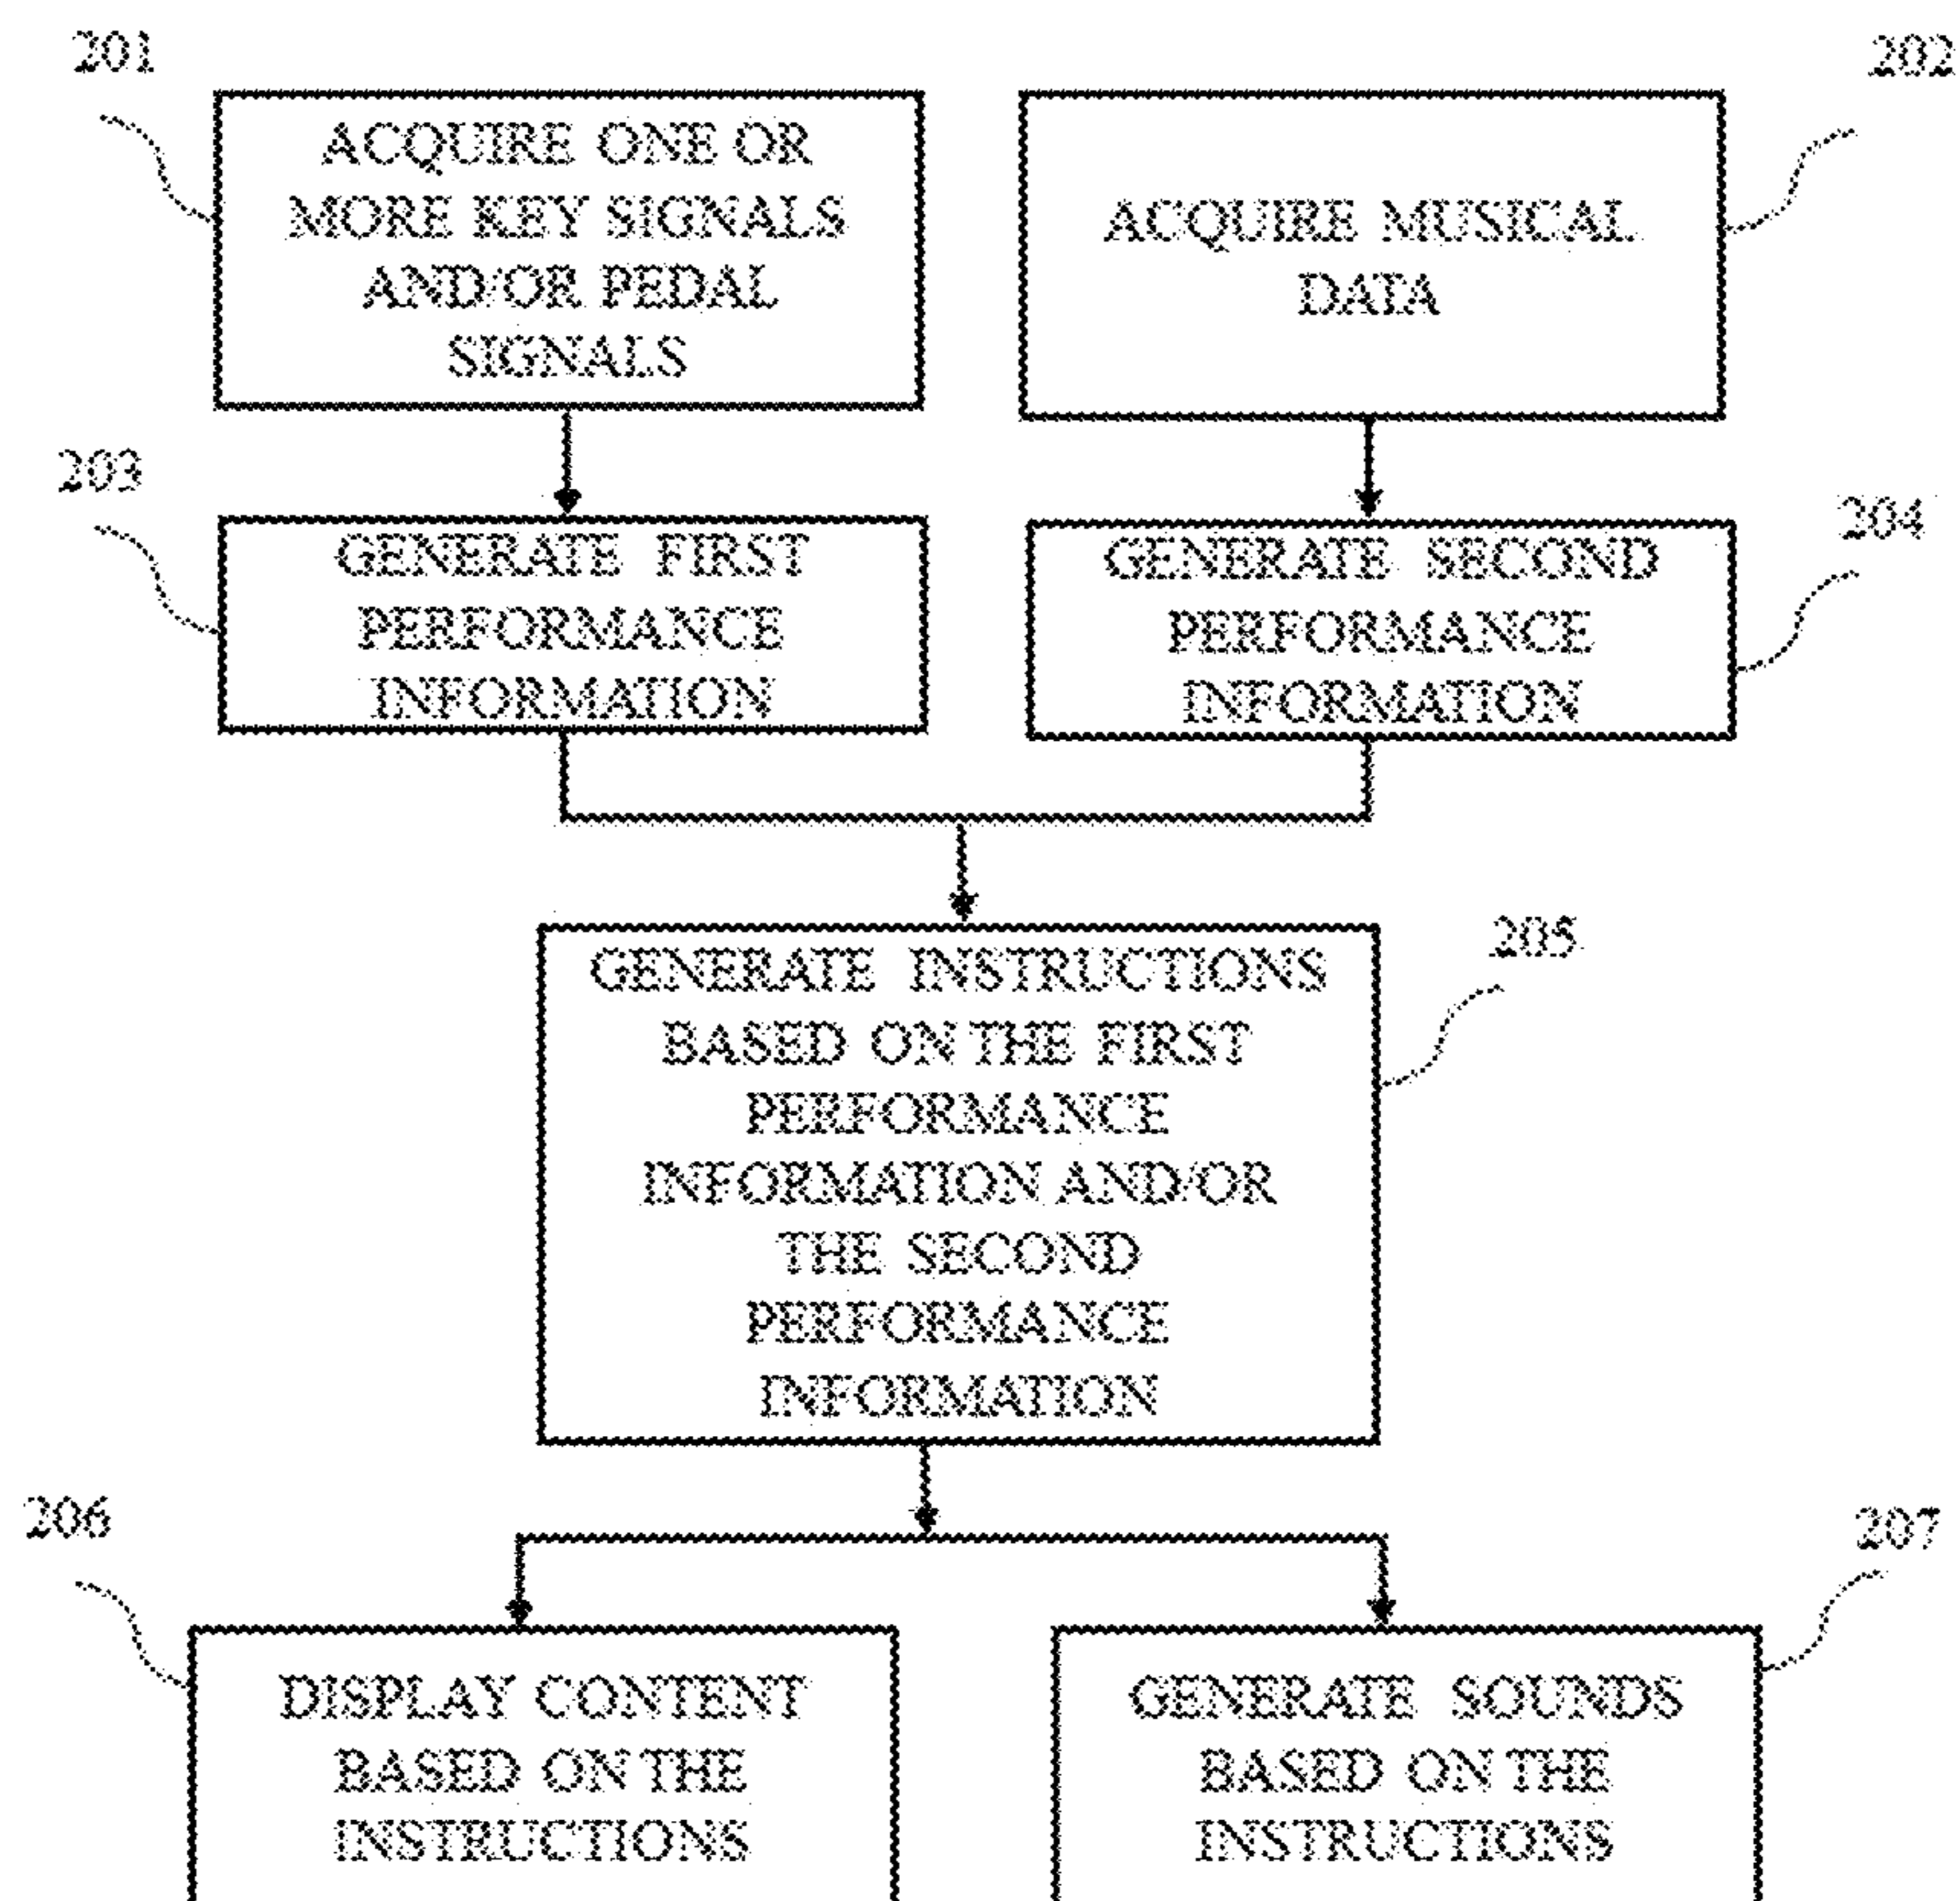 201
ACQUIRE ONE OR
MORE KEY SIGNALS
AND/OR PEDAL
SIGNALS
202
ACQUIRE MUSICAL
DATA
203
GENERATE FIRST
PERFORMANCE
INFORMATION
204
GENERATE SECOND
PERFORMANCE
INFORMATION
205
GENERATE INSTRUCTIONS
BASED ON THE FIRST
PERFORMANCE
INFORMATION AND/OR
THE SECOND
PERFORMANCE
INFORMATION
206
DISPLAY CONTENT
BASED ON THE
INSTRUCTIONS
207
GENERATE SOUNDS
BASED ON THE
INSTRUCTIONS